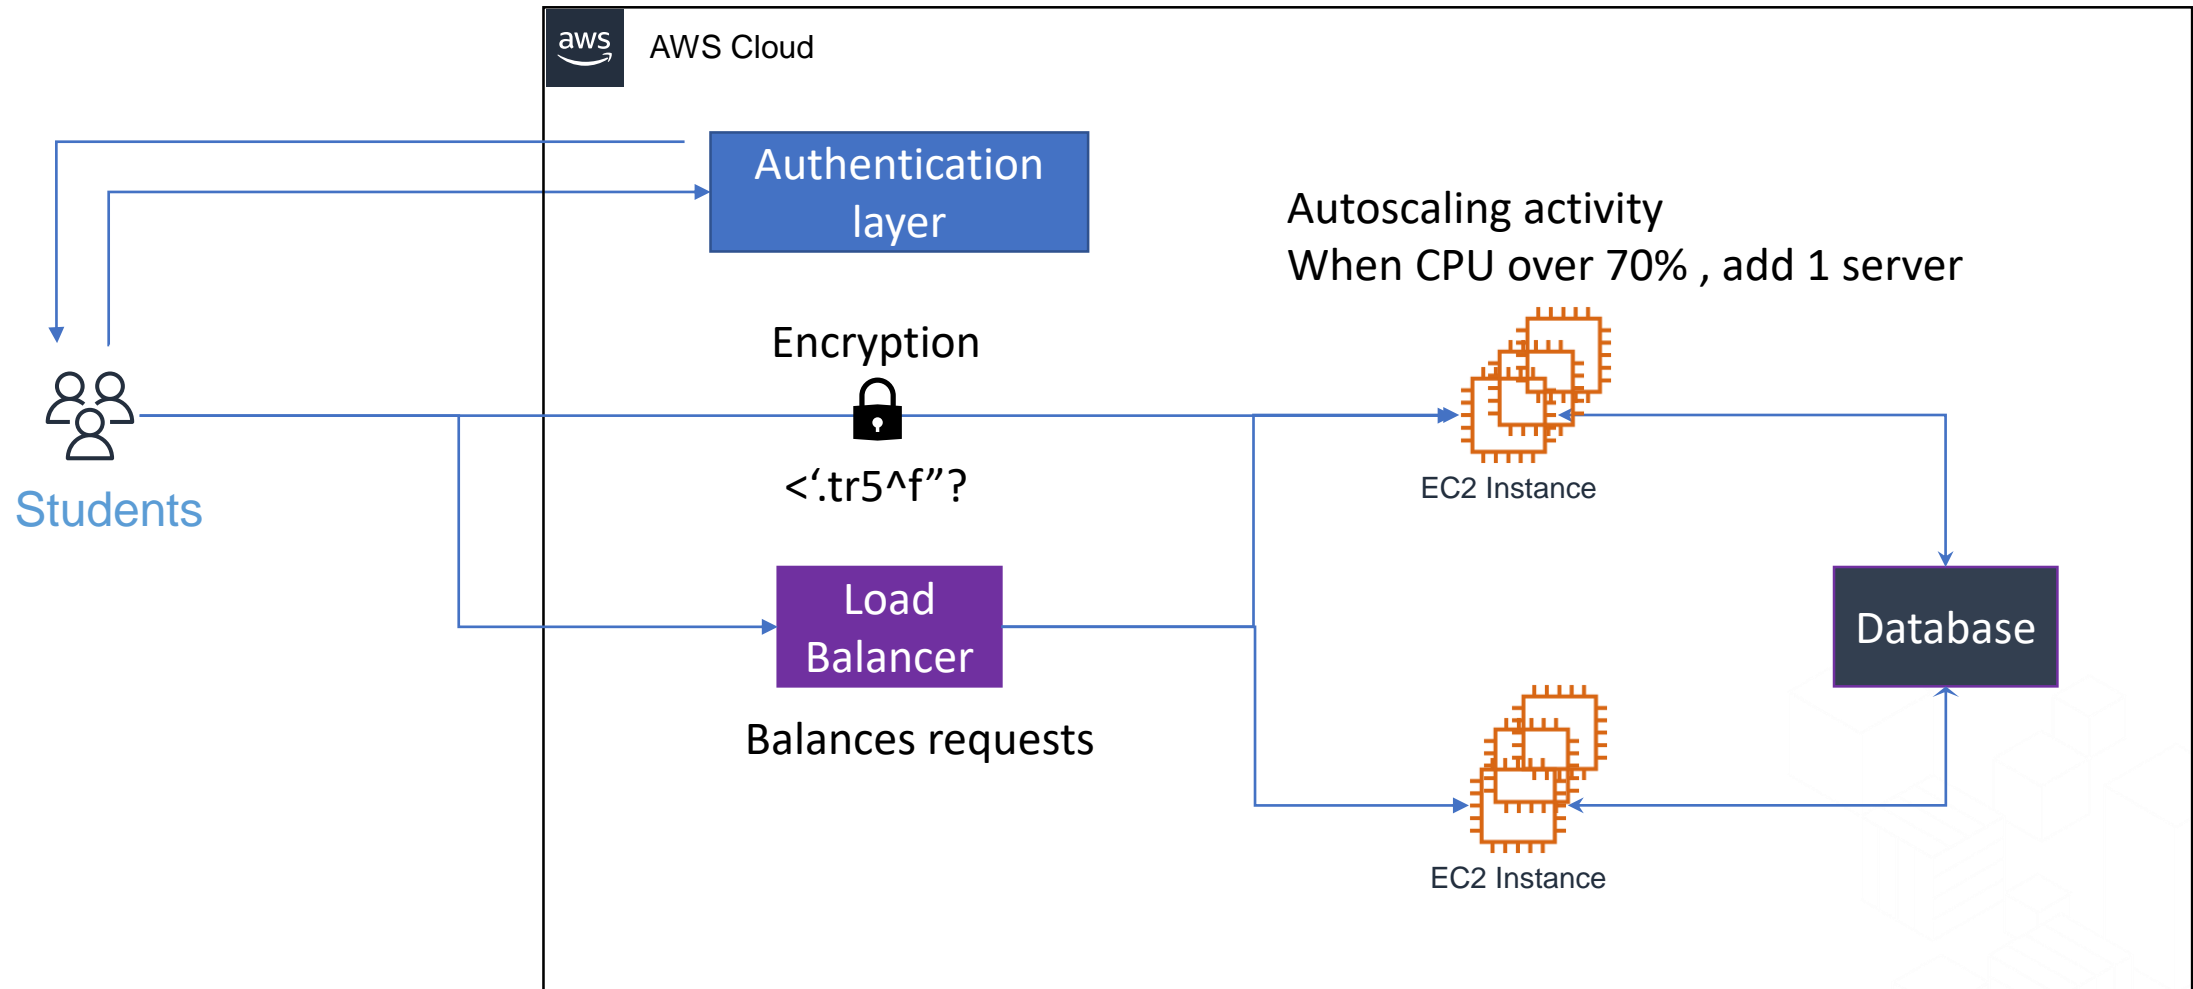 aws
AWS Cloud
Authentication
layer
Autoscaling activity
When CPU over 70% , add 1 server
Encryption
<‘.tr5^f”?
Students
EC2 Instance
Load
Balancer
Database
Balances requests
EC2 Instance